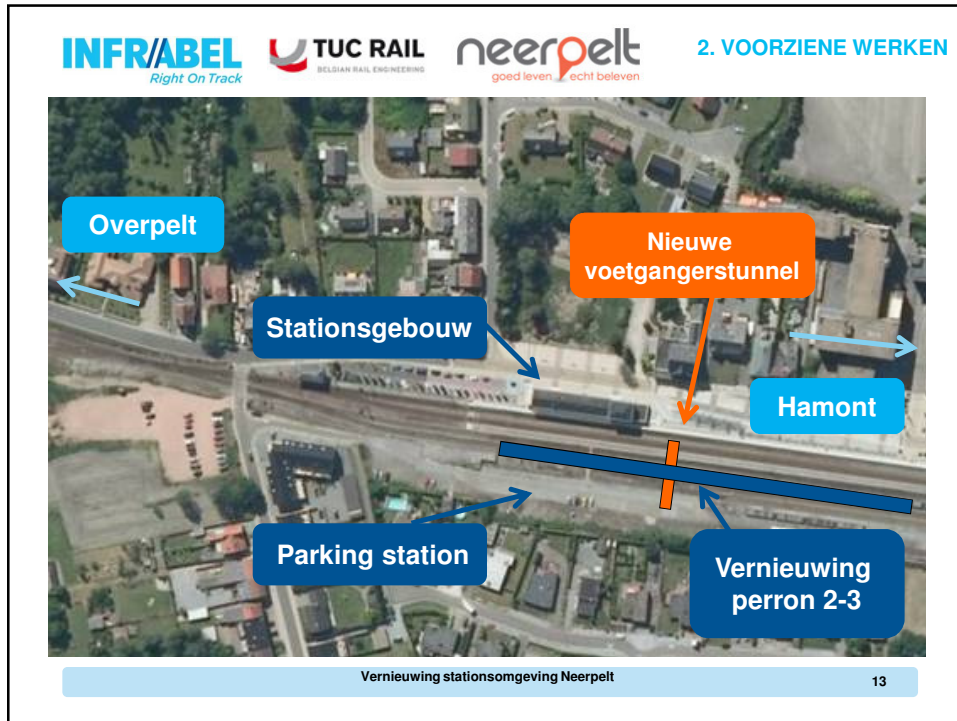 INFRABEL
Right On Track
TUC RAIL
BELGIAN RAIL ENGINEERING
neerpelt
goed leven echt beleven
2. VOORZIENE WERKEN
Overpelt
Nieuwe
voetgangerstunnel
Stationsgebouw
Hamont
Parking station
Vernieuwing
perron 2-3
Vernieuwing stationsomgeving Neerpelt
13